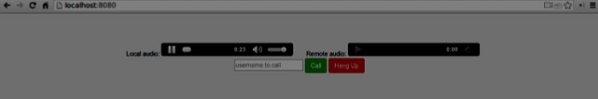 localhost:8080
Local audio: 0:23 Remote audio: 0:00
username to call Call Hang Up